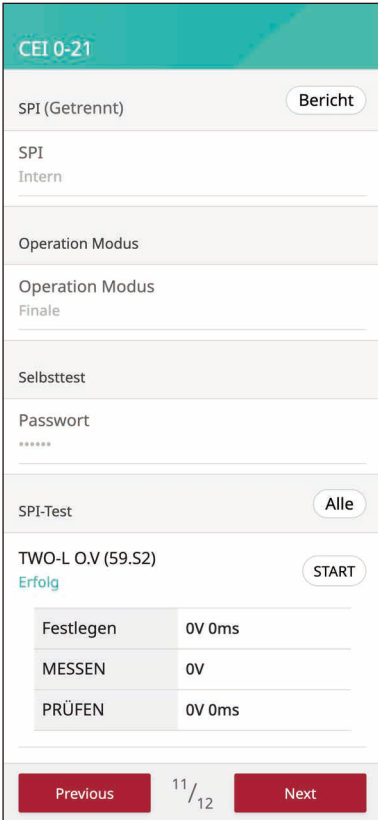 CEI 0-21
SPI (Getrennt) Bericht
SPI
Intern
Operation Modus
Operation Modus
Finale
Selbsttest
Passwort
••••••
SPI-Test Alle
TWO-L O.V (59.S2)
Erfolg
START
Festlegen 0V 0ms
MESSEN 0V
PRÜFEN 0V 0ms
Previous 11/12 Next